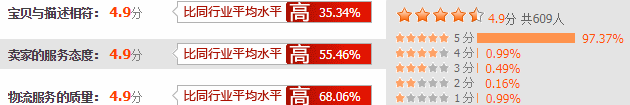 宝贝与描述相符： 4.9分 比同行业平均水平 高 35.34%
卖家的服务态度： 4.9分 比同行业平均水平 高 55.46%
物流服务的质量： 4.9分 比同行业平均水平 高 68.06%
4.9分 共609人
5分 97.37%
4分 0.99%
3分 0.49%
2分 0.16%
1分 0.99%